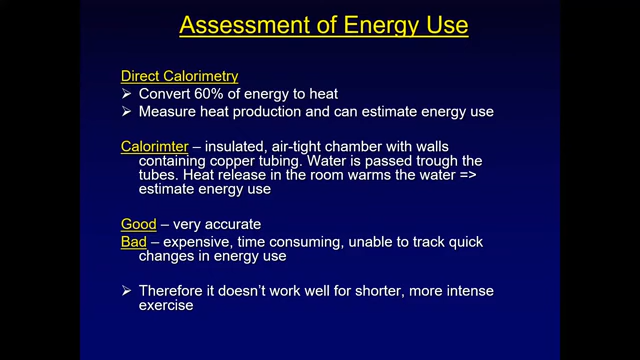 Assessment of Energy Use
Direct Calorimetry
➢ Convert 60% of energy to heat
➢ Measure heat production and can estimate energy use
Calorimter – insulated, air-tight chamber with walls
containing copper tubing. Water is passed trough the
tubes. Heat release in the room warms the water =>
estimate energy use
Good – very accurate
Bad – expensive, time consuming, unable to track quick
changes in energy use
➢ Therefore it doesn't work well for shorter, more intense
exercise